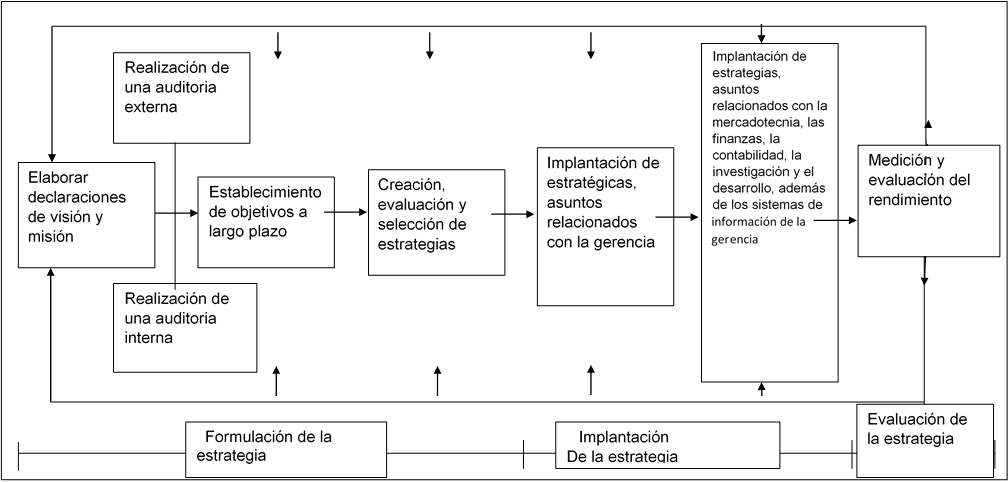 Realización de
una auditoria
externa
Elaborar
declaraciones
de visión y
misión
Realización de
una auditoria
interna
Establecimiento
de objetivos a
largo plazo
Creación,
evaluación y
selección de
estrategias
Implantación de
estratégicas,
asuntos
relacionados
con la gerencia
Implantación de
estrategias,
asuntos
relacionados con la
mercadotecnia, las
finanzas, la
contabilidad, la
investigación y el
desarrollo, además
de los sistemas de
información de la
gerencia
Medición y
evaluación del
rendimiento
Formulación de la
estrategia
Implantación
De la estrategia
Evaluación de
la estrategia